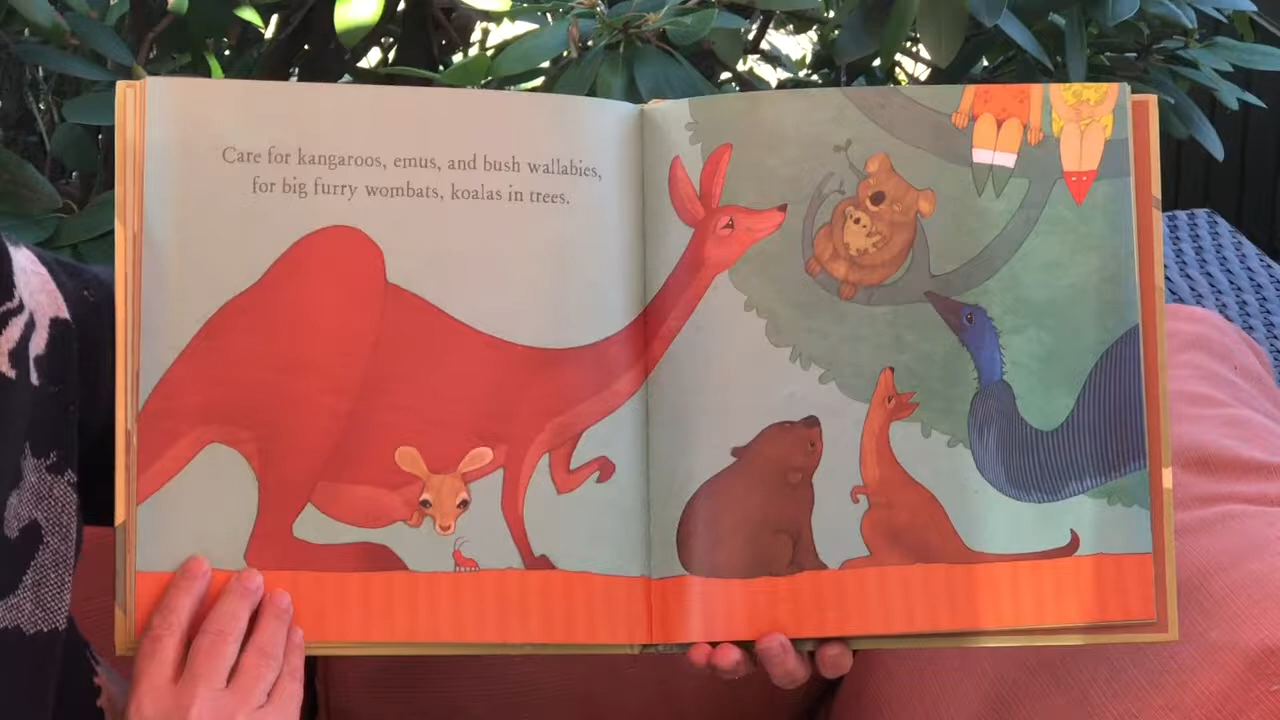 Care for kangaroos, emus, and bush wallabies,
for big furry wombats, koalas in trees.